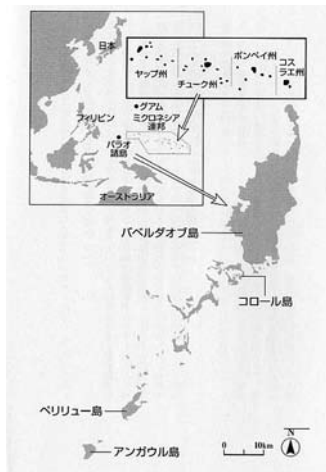 日本
ヤップ州
チューク州
ポンペイ州
コス
ラエ州
グアム
ミクロネシア
連邦
フィリピン
パラオ
諸島
オーストラリア
バベルダオブ島
コロール島
ペリリュー島
アンガウル島
0 10km
N